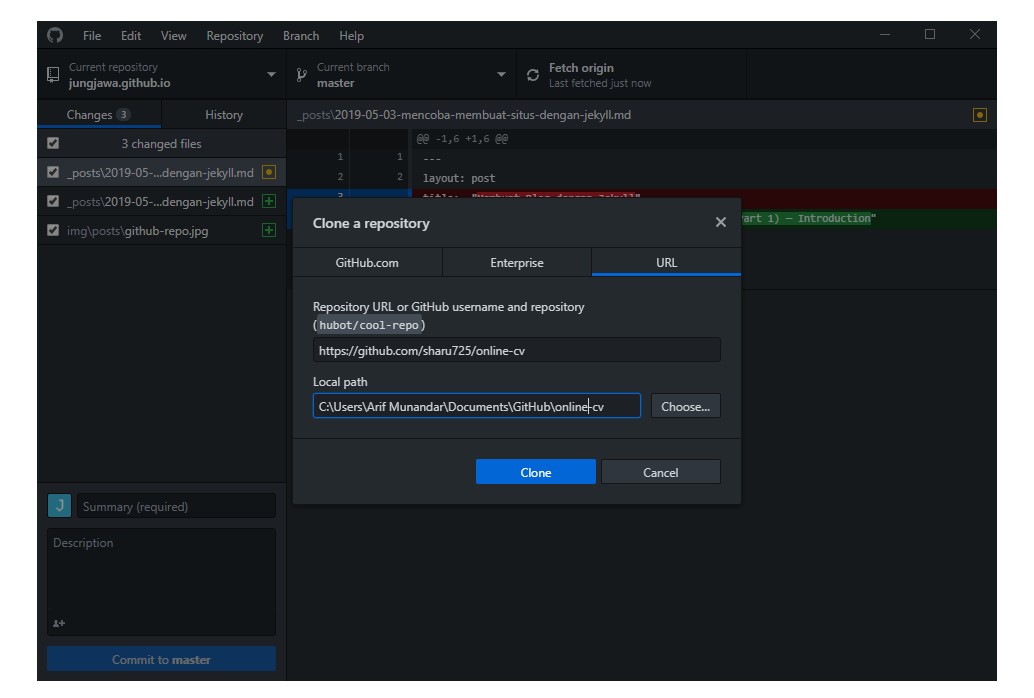 File Edit View Repository Branch Help
Current repository
jungjawa.github.io
Current branch
master
Fetch origin
Last fetched just now
Changes 3 History
3 changed files
_posts\2019-05-...dengan-jekyll.md
_posts\2019-05-...dengan-jekyll.md
img\posts\github-repo.jpg
_posts\2019-05-03-mencoba-membuat-situs-dengan-jekyll.md
@@ -1,6 +1,6 @@
1 1 ---
2 2 layout: post
art 1) — Introduction"
Clone a repository
GitHub.com Enterprise URL
Repository URL or GitHub username and repository
(hubot/cool-repo)
https://github.com/sharu725/online-cv
Local path
C:\Users\Arif Munandar\Documents\GitHub\online-cv
Choose...
Clone Cancel
J Summary (required)
Description
Commit to master